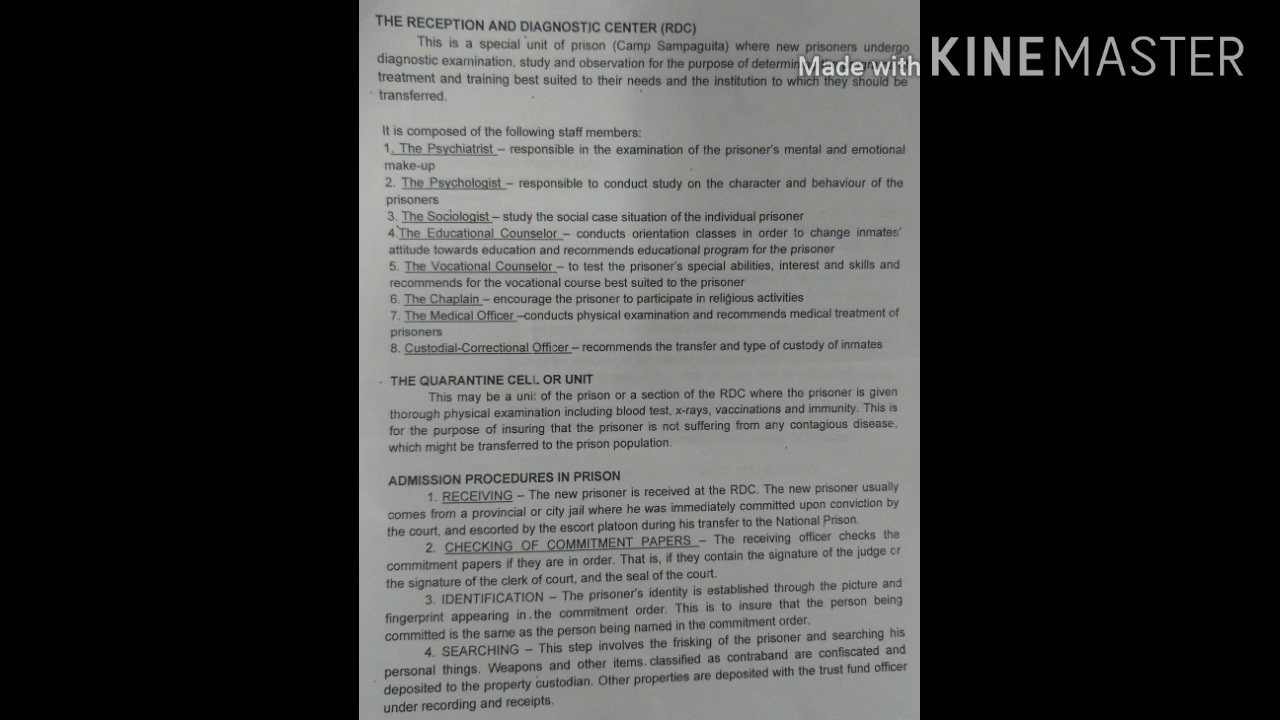 THE RECEPTION AND DIAGNOSTIC CENTER (RDC)
This is a special unit of prison (Camp Sampaguita) where new prisoners undergo
diagnostic examination, study and observation for the purpose of
treatment and training best suited to their needs and the institution to which they should be
transferred.
Made with KINEMASTER
It is composed of the following staff members:
1. The Psychiatrist – responsible in the examination of the prisoner's mental and emotional
make-up
2. The Psychologist – responsible to conduct study on the character and behaviour of the
prisoners
3. The Sociologist – study the social case situation of the individual prisoner
4. The Educational Counselor – conducts orientation classes in order to change inmates'
attitude towards education and recommends educational program for the prisoner
5. The Vocational Counselor – to test the prisoner's special abilities, interest and skills and
recommends for the vocational course best suited to the prisoner
6. The Chaplain – encourage the prisoner to participate in religious activities
7. The Medical Officer –conducts physical examination and recommends medical treatment of
prisoners
8. Custodial-Correctional Officer – recommends the transfer and type of custody of inmates
THE QUARANTINE CELL OR UNIT
This may be a unit of the prison or a section of the RDC where the prisoner is given
thorough physical examination including blood test, x-rays, vaccinations and immunity. This is
for the purpose of insuring that the prisoner is not suffering from any contagious disease,
which might be transferred to the prison population.
ADMISSION PROCEDURES IN PRISON
1. RECEIVING – The new prisoner is received at the RDC. The new prisoner usually
comes from a provincial or city jail where he was immediately committed upon conviction by
the court, and escorted by the escort platoon during his transfer to the National Prison.
2. CHECKING OF COMMITMENT PAPERS – The receiving officer checks the
commitment papers if they are in order. That is, if they contain the signature of the judge or
the signature of the clerk of court, and the seal of the court.
3. IDENTIFICATION – The prisoner's identity is established through the picture and
fingerprint appearing in the commitment order. This is to insure that the person being
committed is the same as the person being named in the commitment order.
4. SEARCHING – This step involves the frisking of the prisoner and searching his
personal things. Weapons and other items classified as contraband are confiscated and
deposited to the property custodian. Other properties are deposited with the trust fund officer
under recording and receipts.